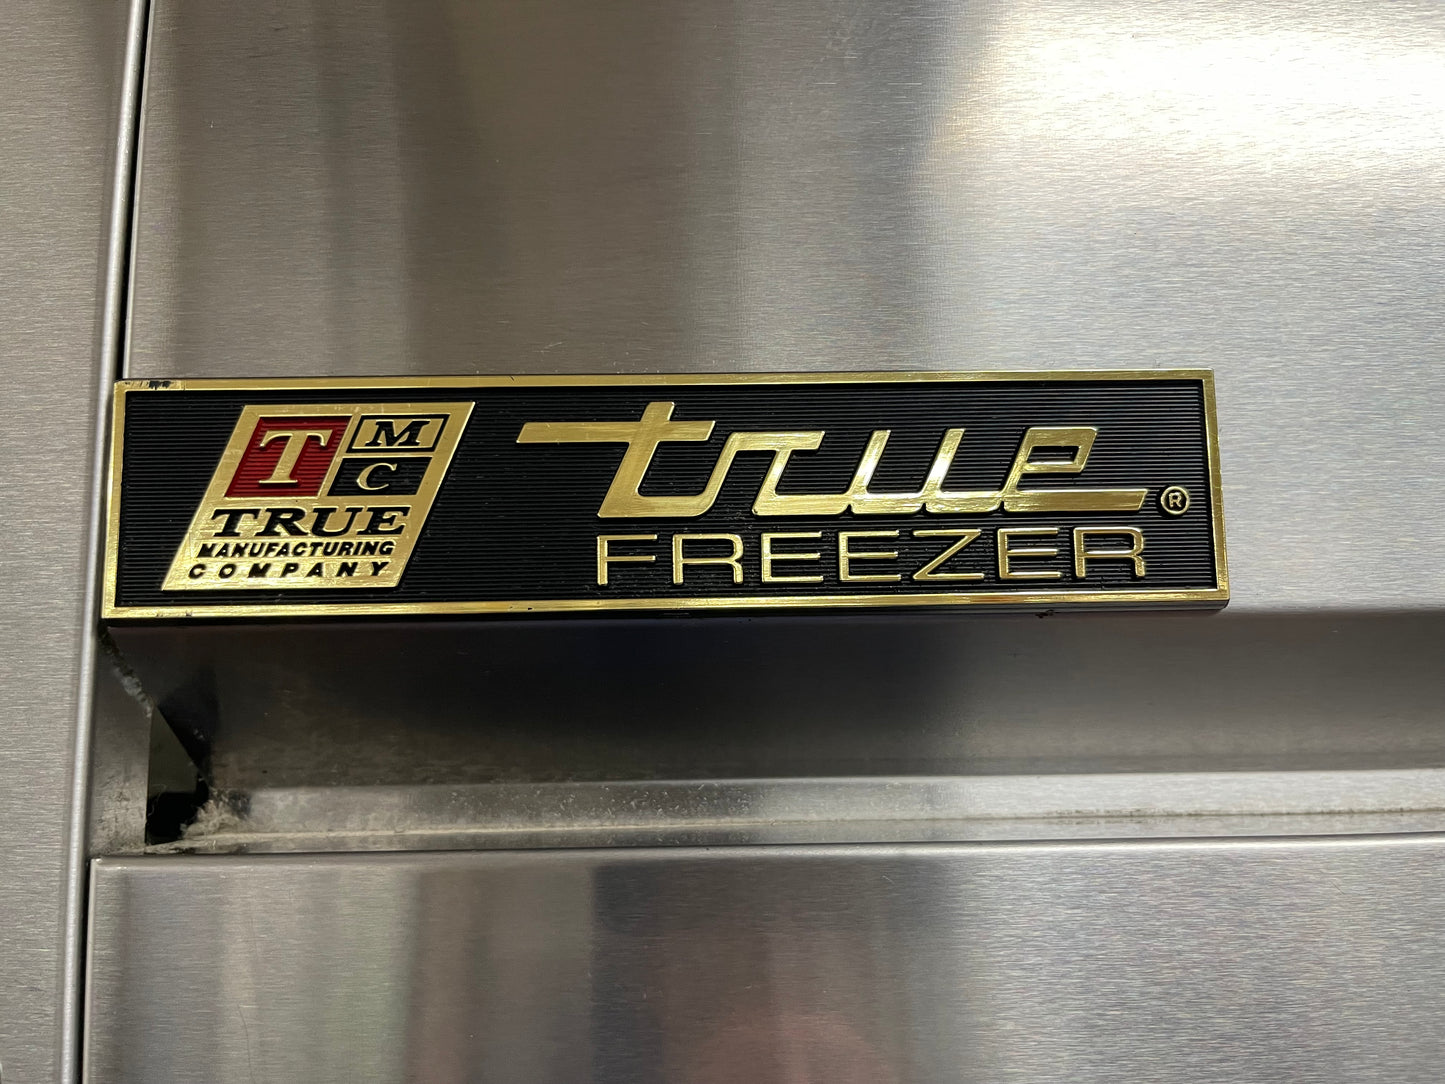 T M
C
TRUE
MANUFACTURING
COMPANY
true®
FREEZER